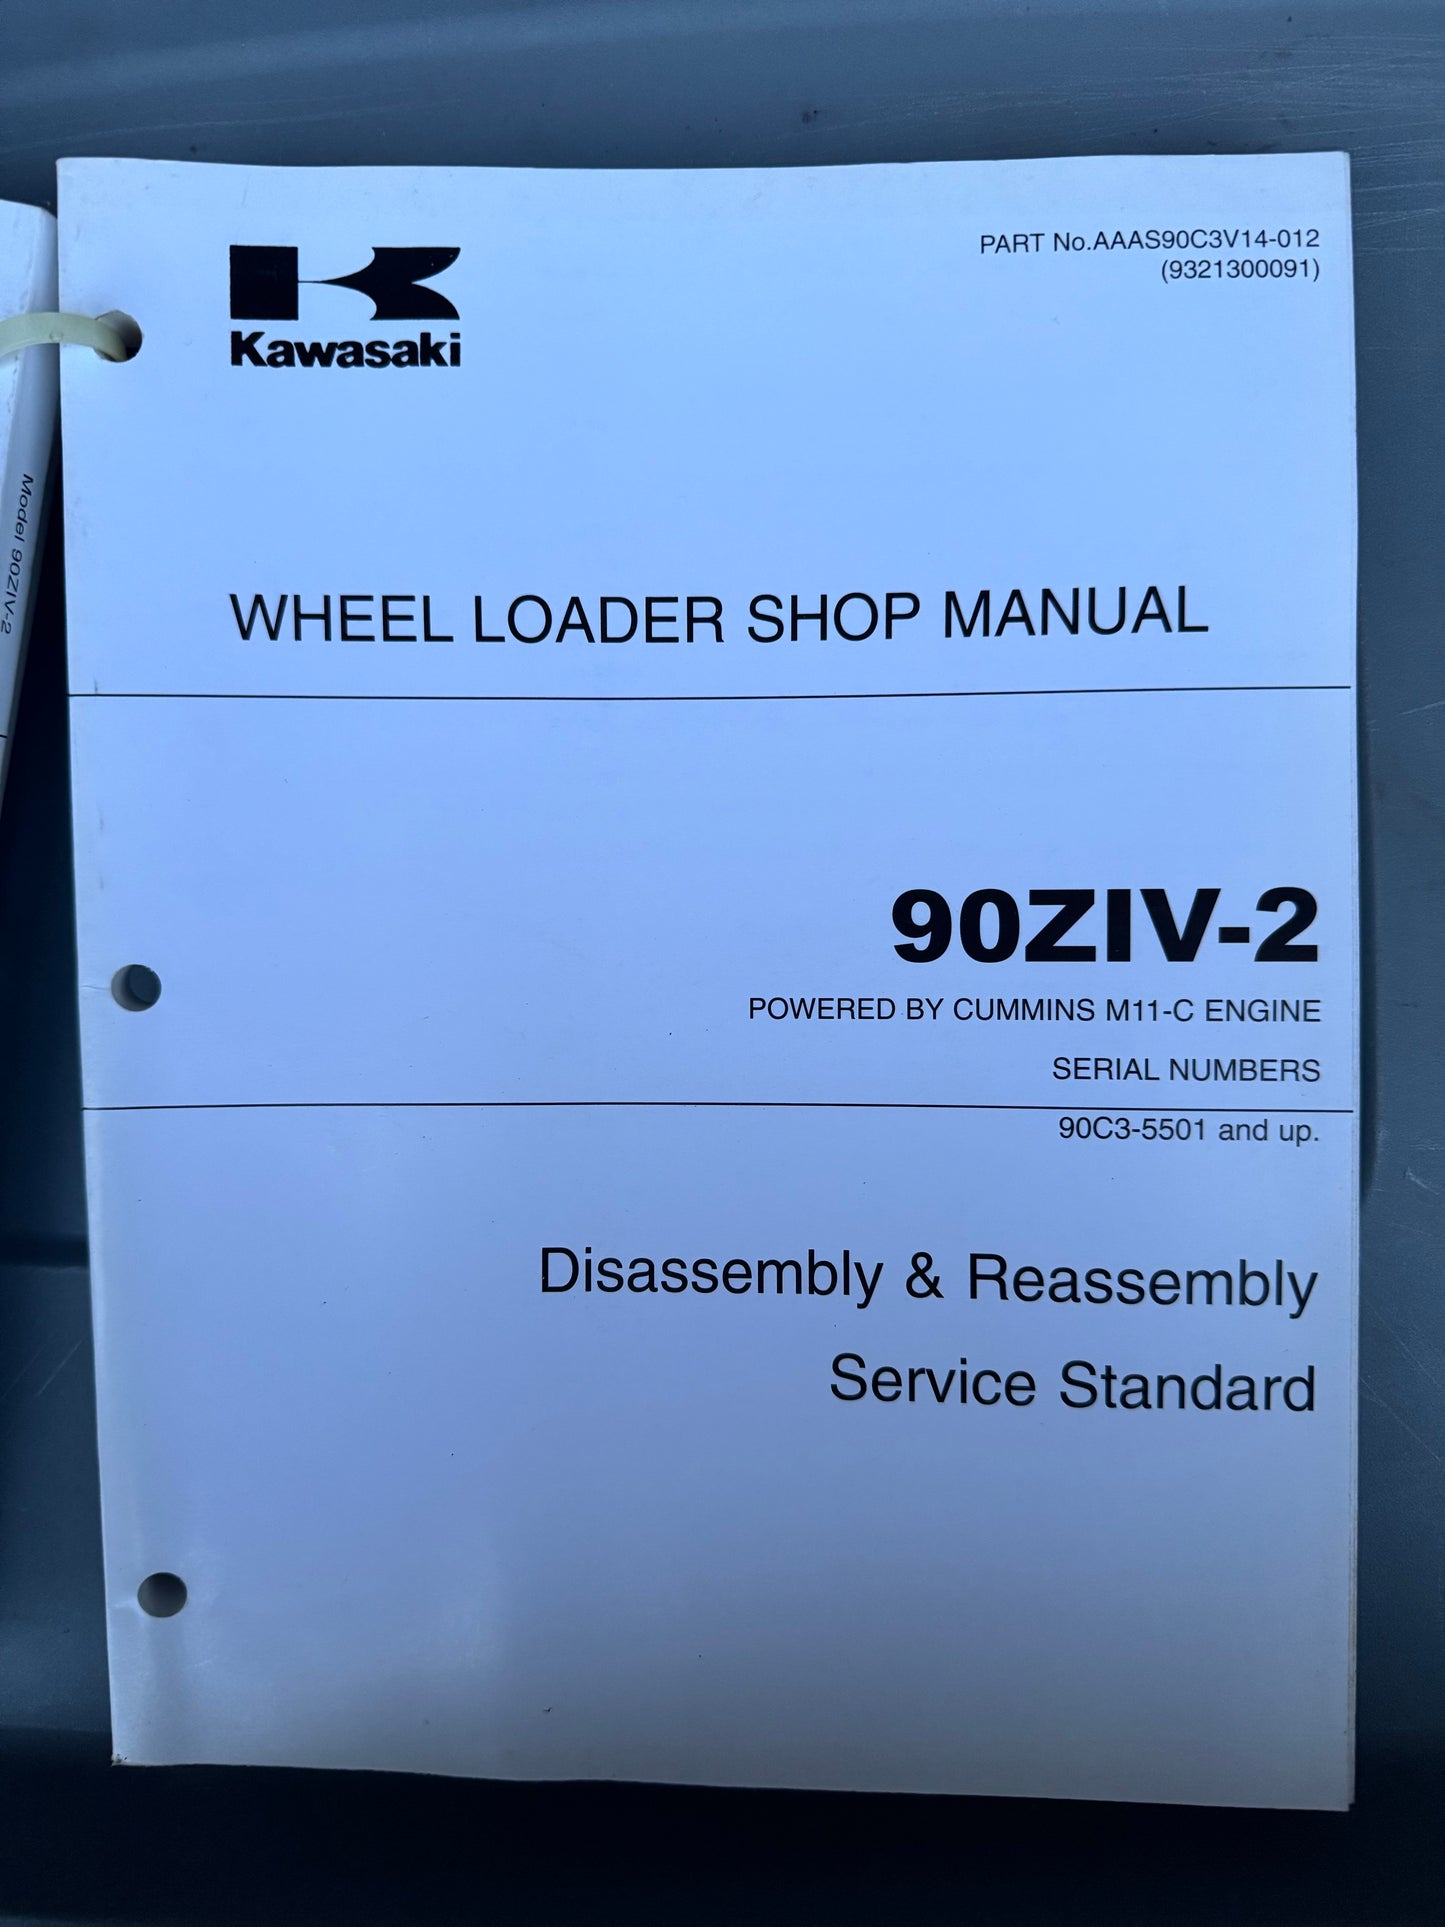 PART No.AAAS90C3V14-012
(9321300091)
Kawasaki
WHEEL LOADER SHOP MANUAL
90ZIV-2
POWERED BY CUMMINS M11-C ENGINE
SERIAL NUMBERS
90C3-5501 and up.
Disassembly & Reassembly
Service Standard
Model 90ZIV-2